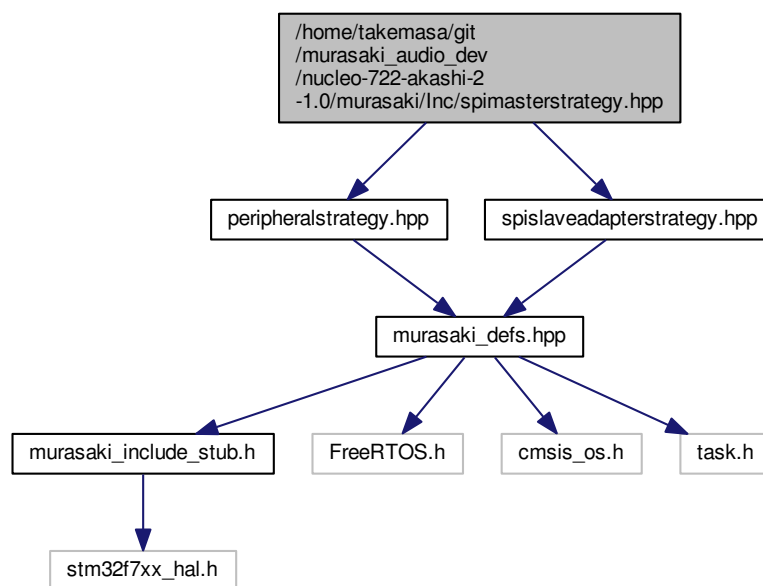 /home/takemasa/git
/murasaki_audio_dev
/nucleo-722-akashi-2
-1.0/murasaki/Inc/spimasterstrategy.hpp
peripheralstrategy.hpp
spislaveadapterstrategy.hpp
murasaki_defs.hpp
murasaki_include_stub.h
FreeRTOS.h
cmsis_os.h
task.h
stm32f7xx_hal.h